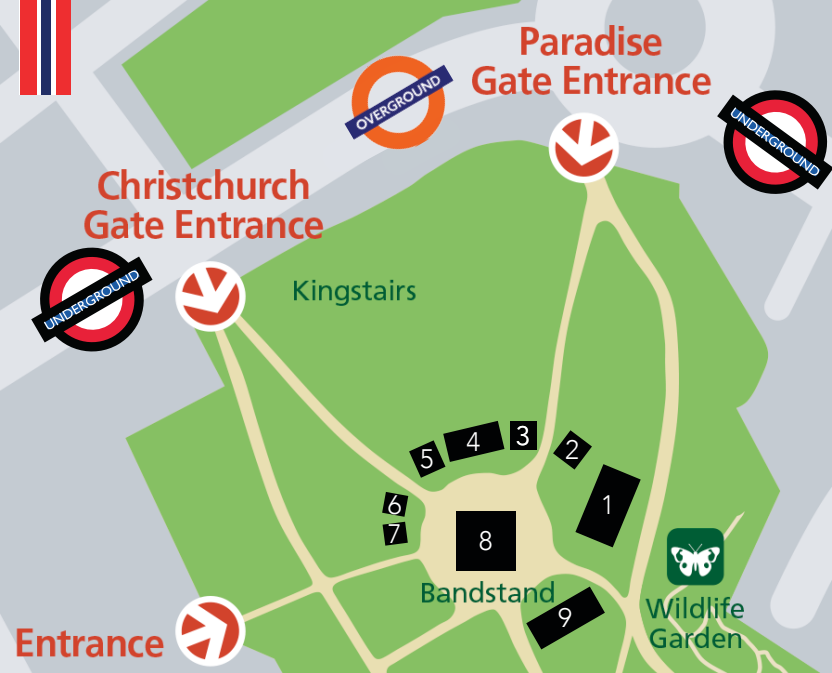 Paradise
Gate Entrance
OVERGROUND
UNDERGROUND
Christchurch
Gate Entrance
UNDERGROUND
Kingstairs
3
4
2
5
1
6
7
8
Bandstand
9
Wildlife
Garden
Entrance